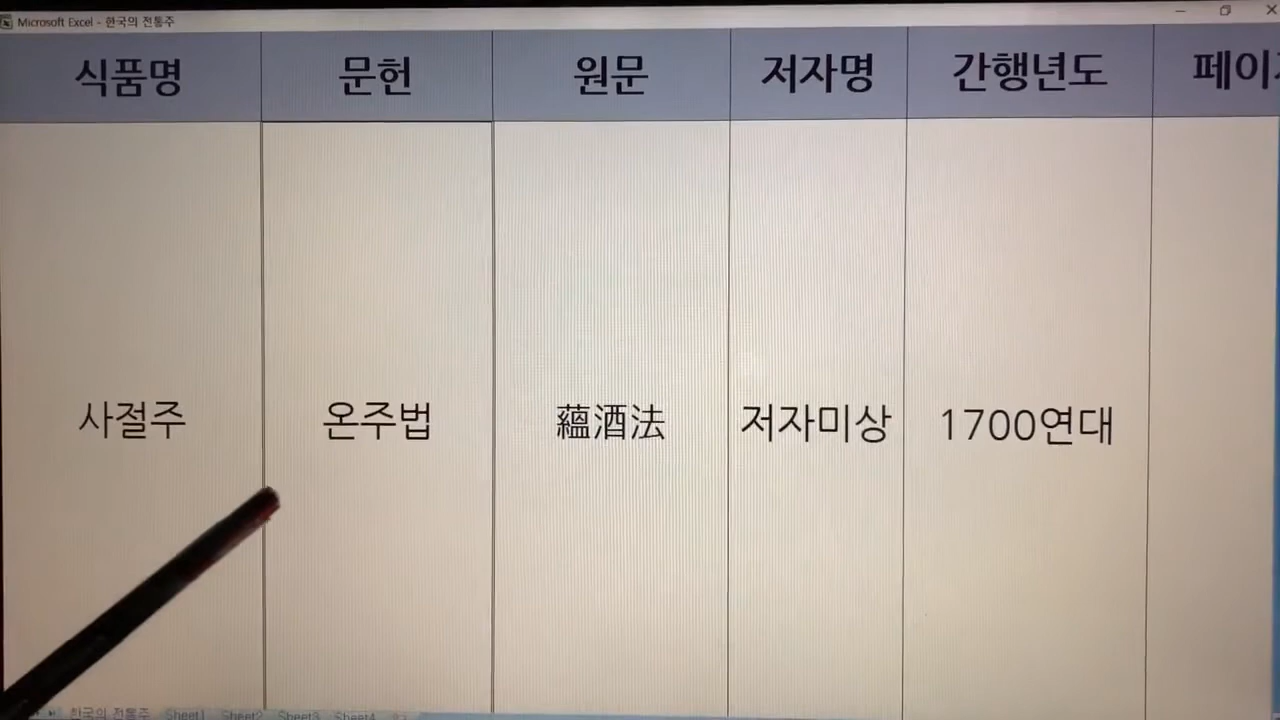 Microsoft Excel - 한국의 전통주
식품명 문헌 원문 저자명 간행년도 페이
사절주 온주법 蘊酒法 저자미상 1700연대
한국의 전통주 Sheet1 Sheet2 Sheet3 Sheet4